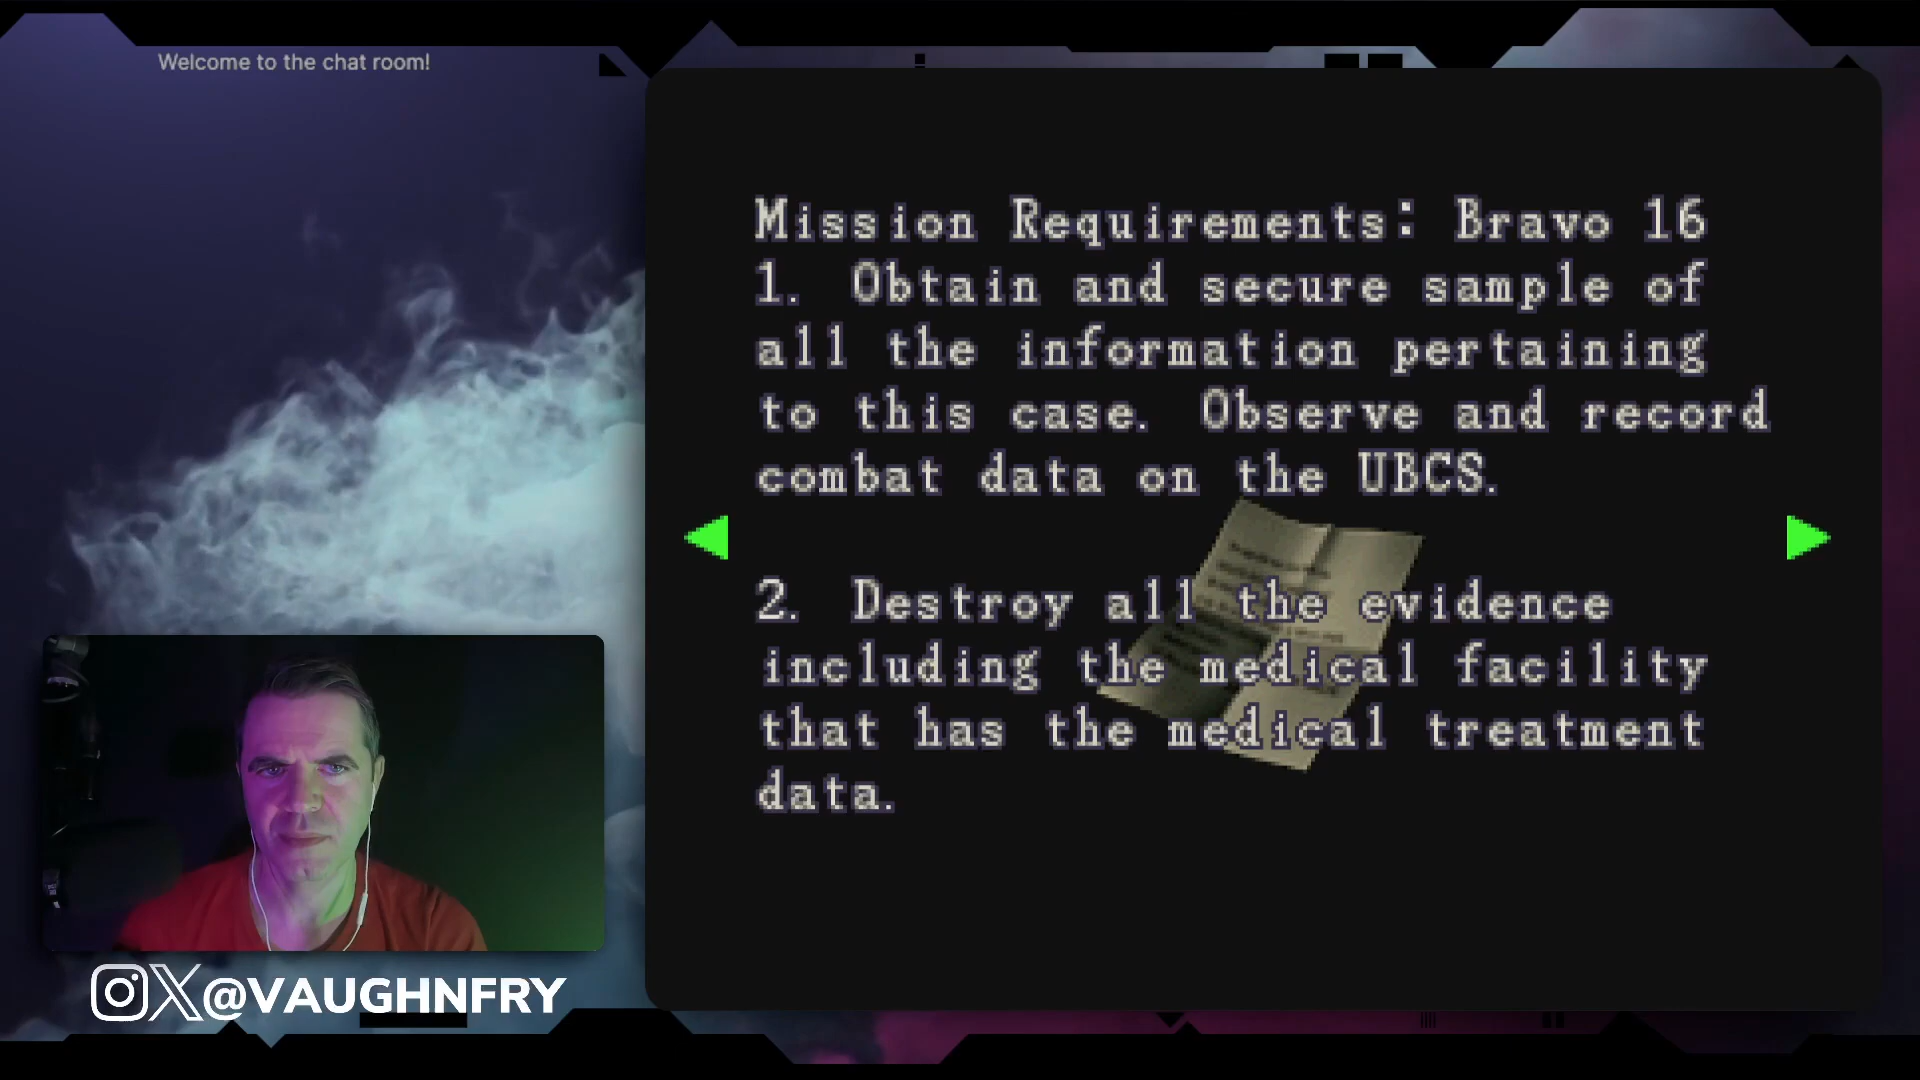 Welcome to the chat room!
Mission Requirements: Bravo 16
1. Obtain and secure sample of
all the information pertaining
to this case. Observe and record
combat data on the UBCS.
2. Destroy all the evidence
including the medical facility
that has the medical treatment
data.
@VAUGHNFRY